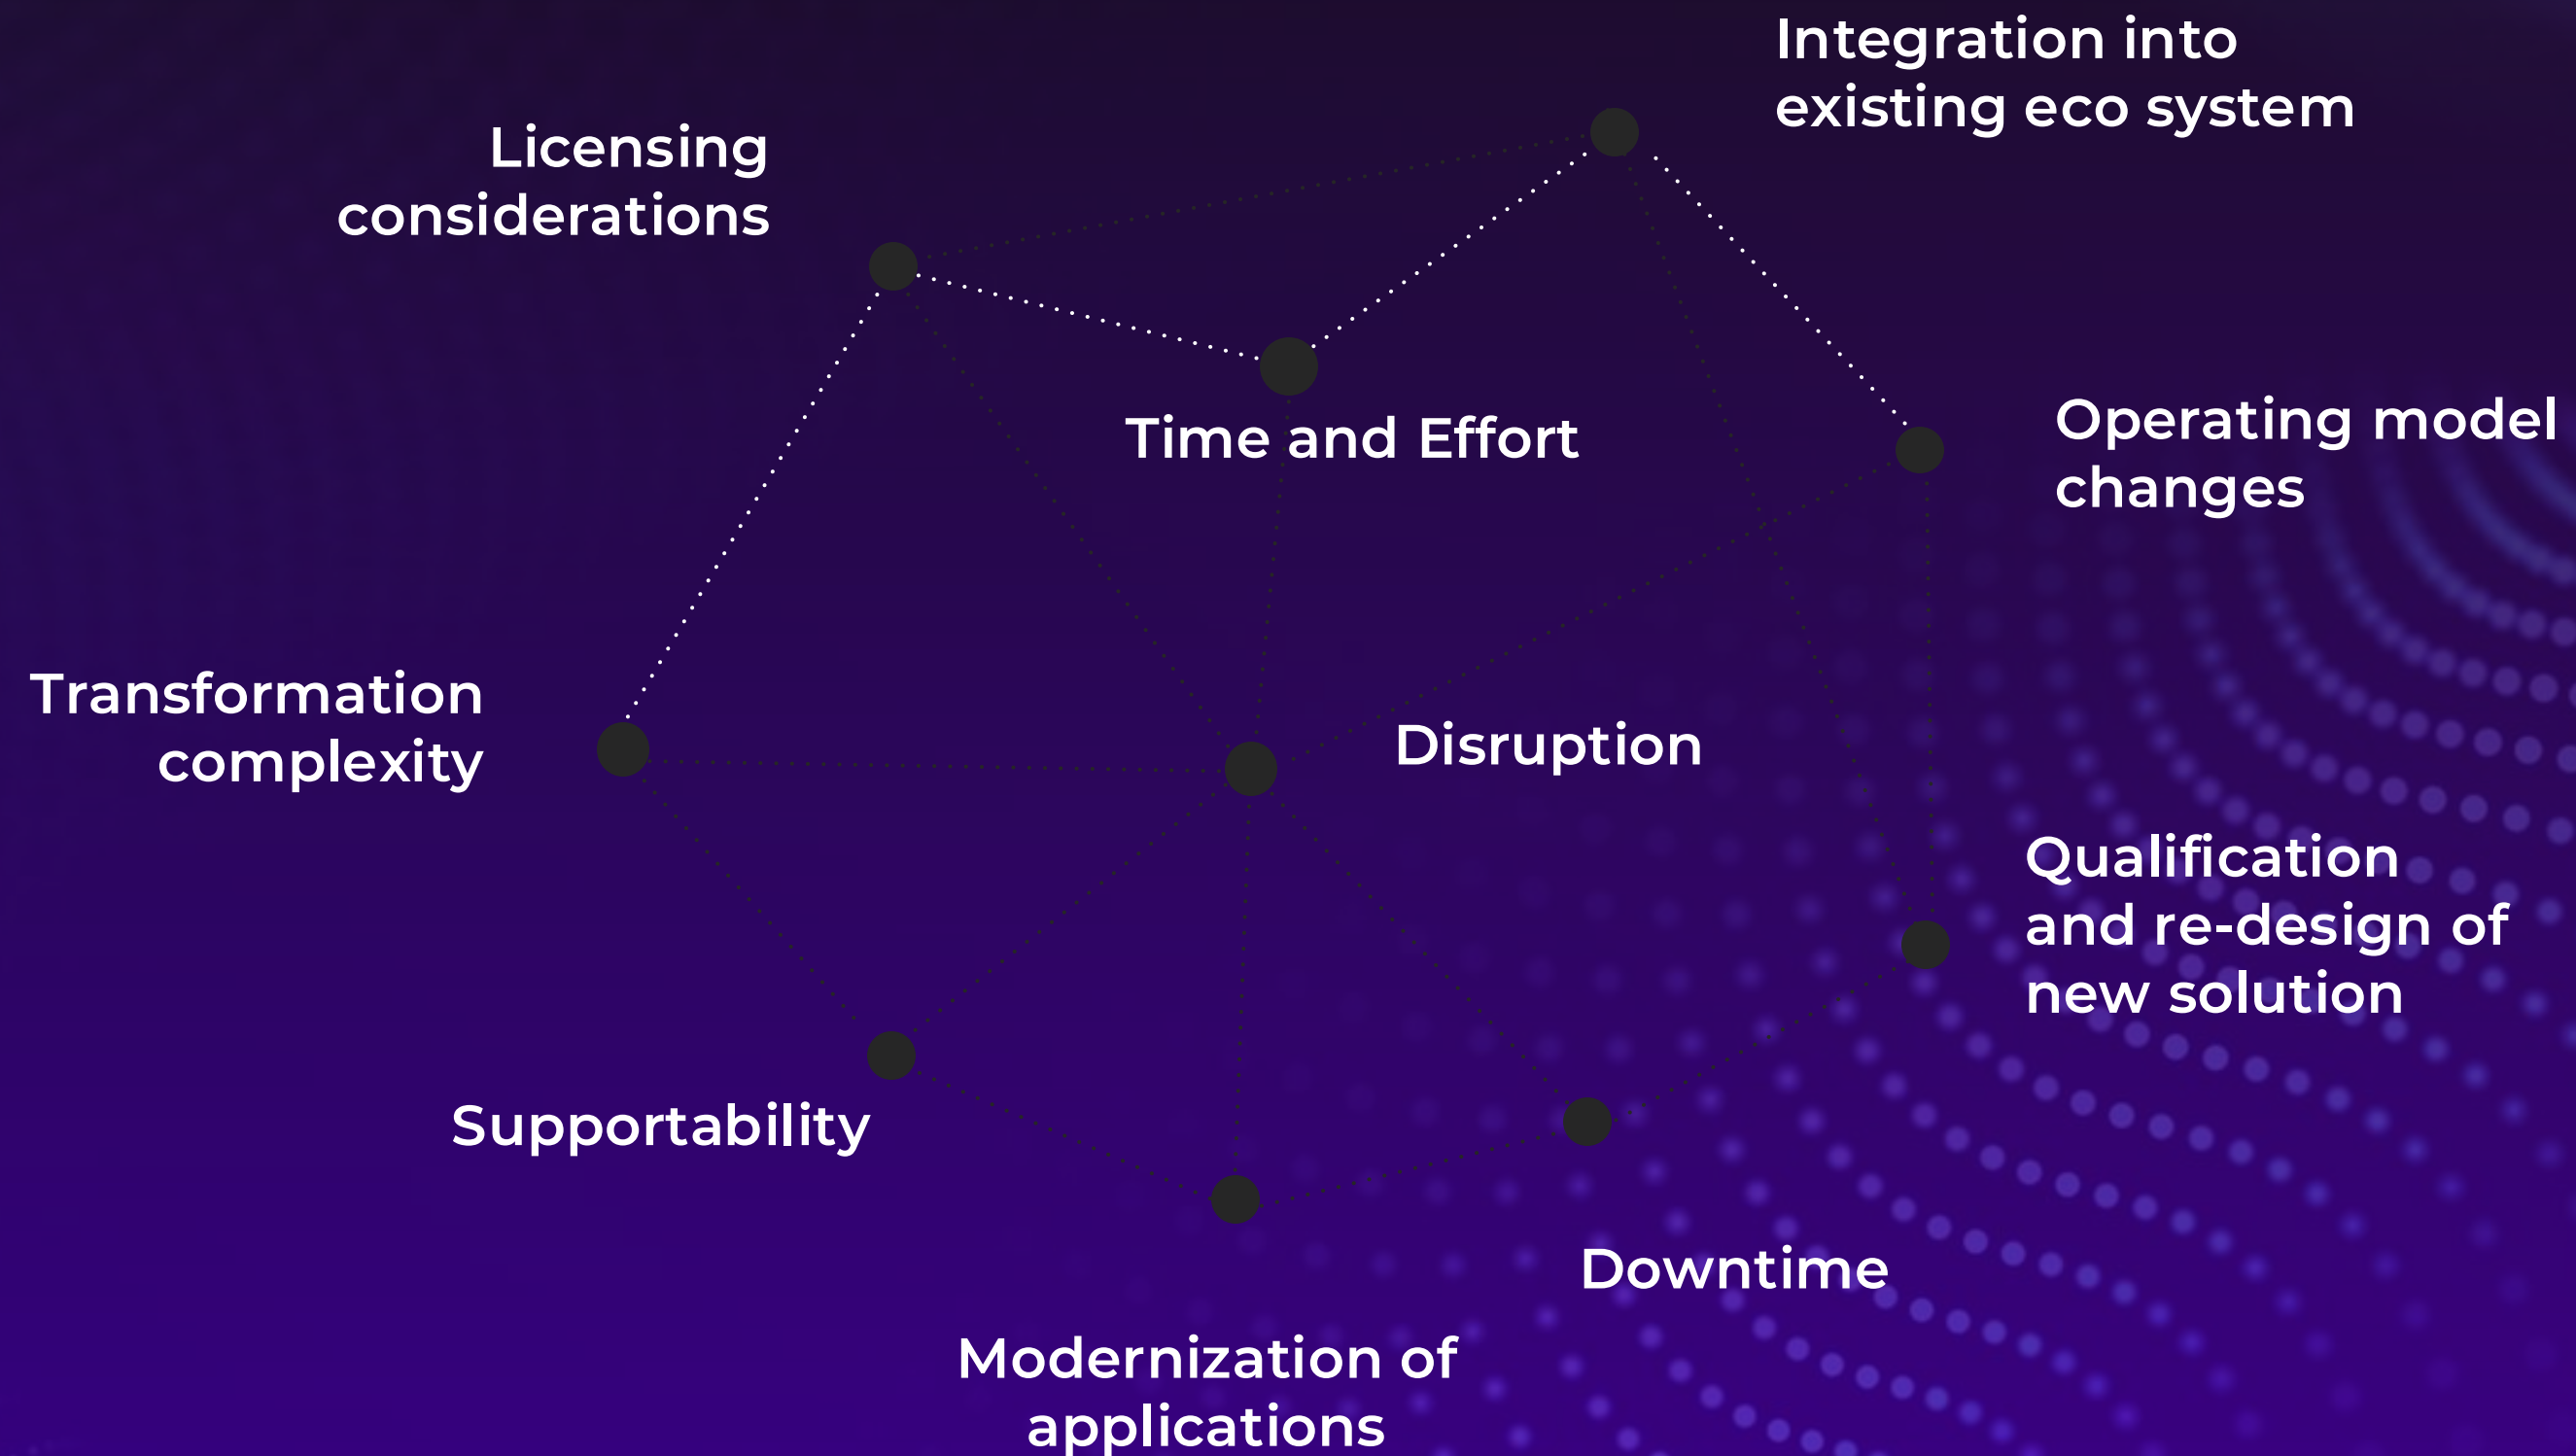 Integration into
existing eco system
Licensing
considerations
Time and Effort
Operating model
changes
Transformation
complexity
Disruption
Qualification
and re-design of
new solution
Supportability
Downtime
Modernization of
applications